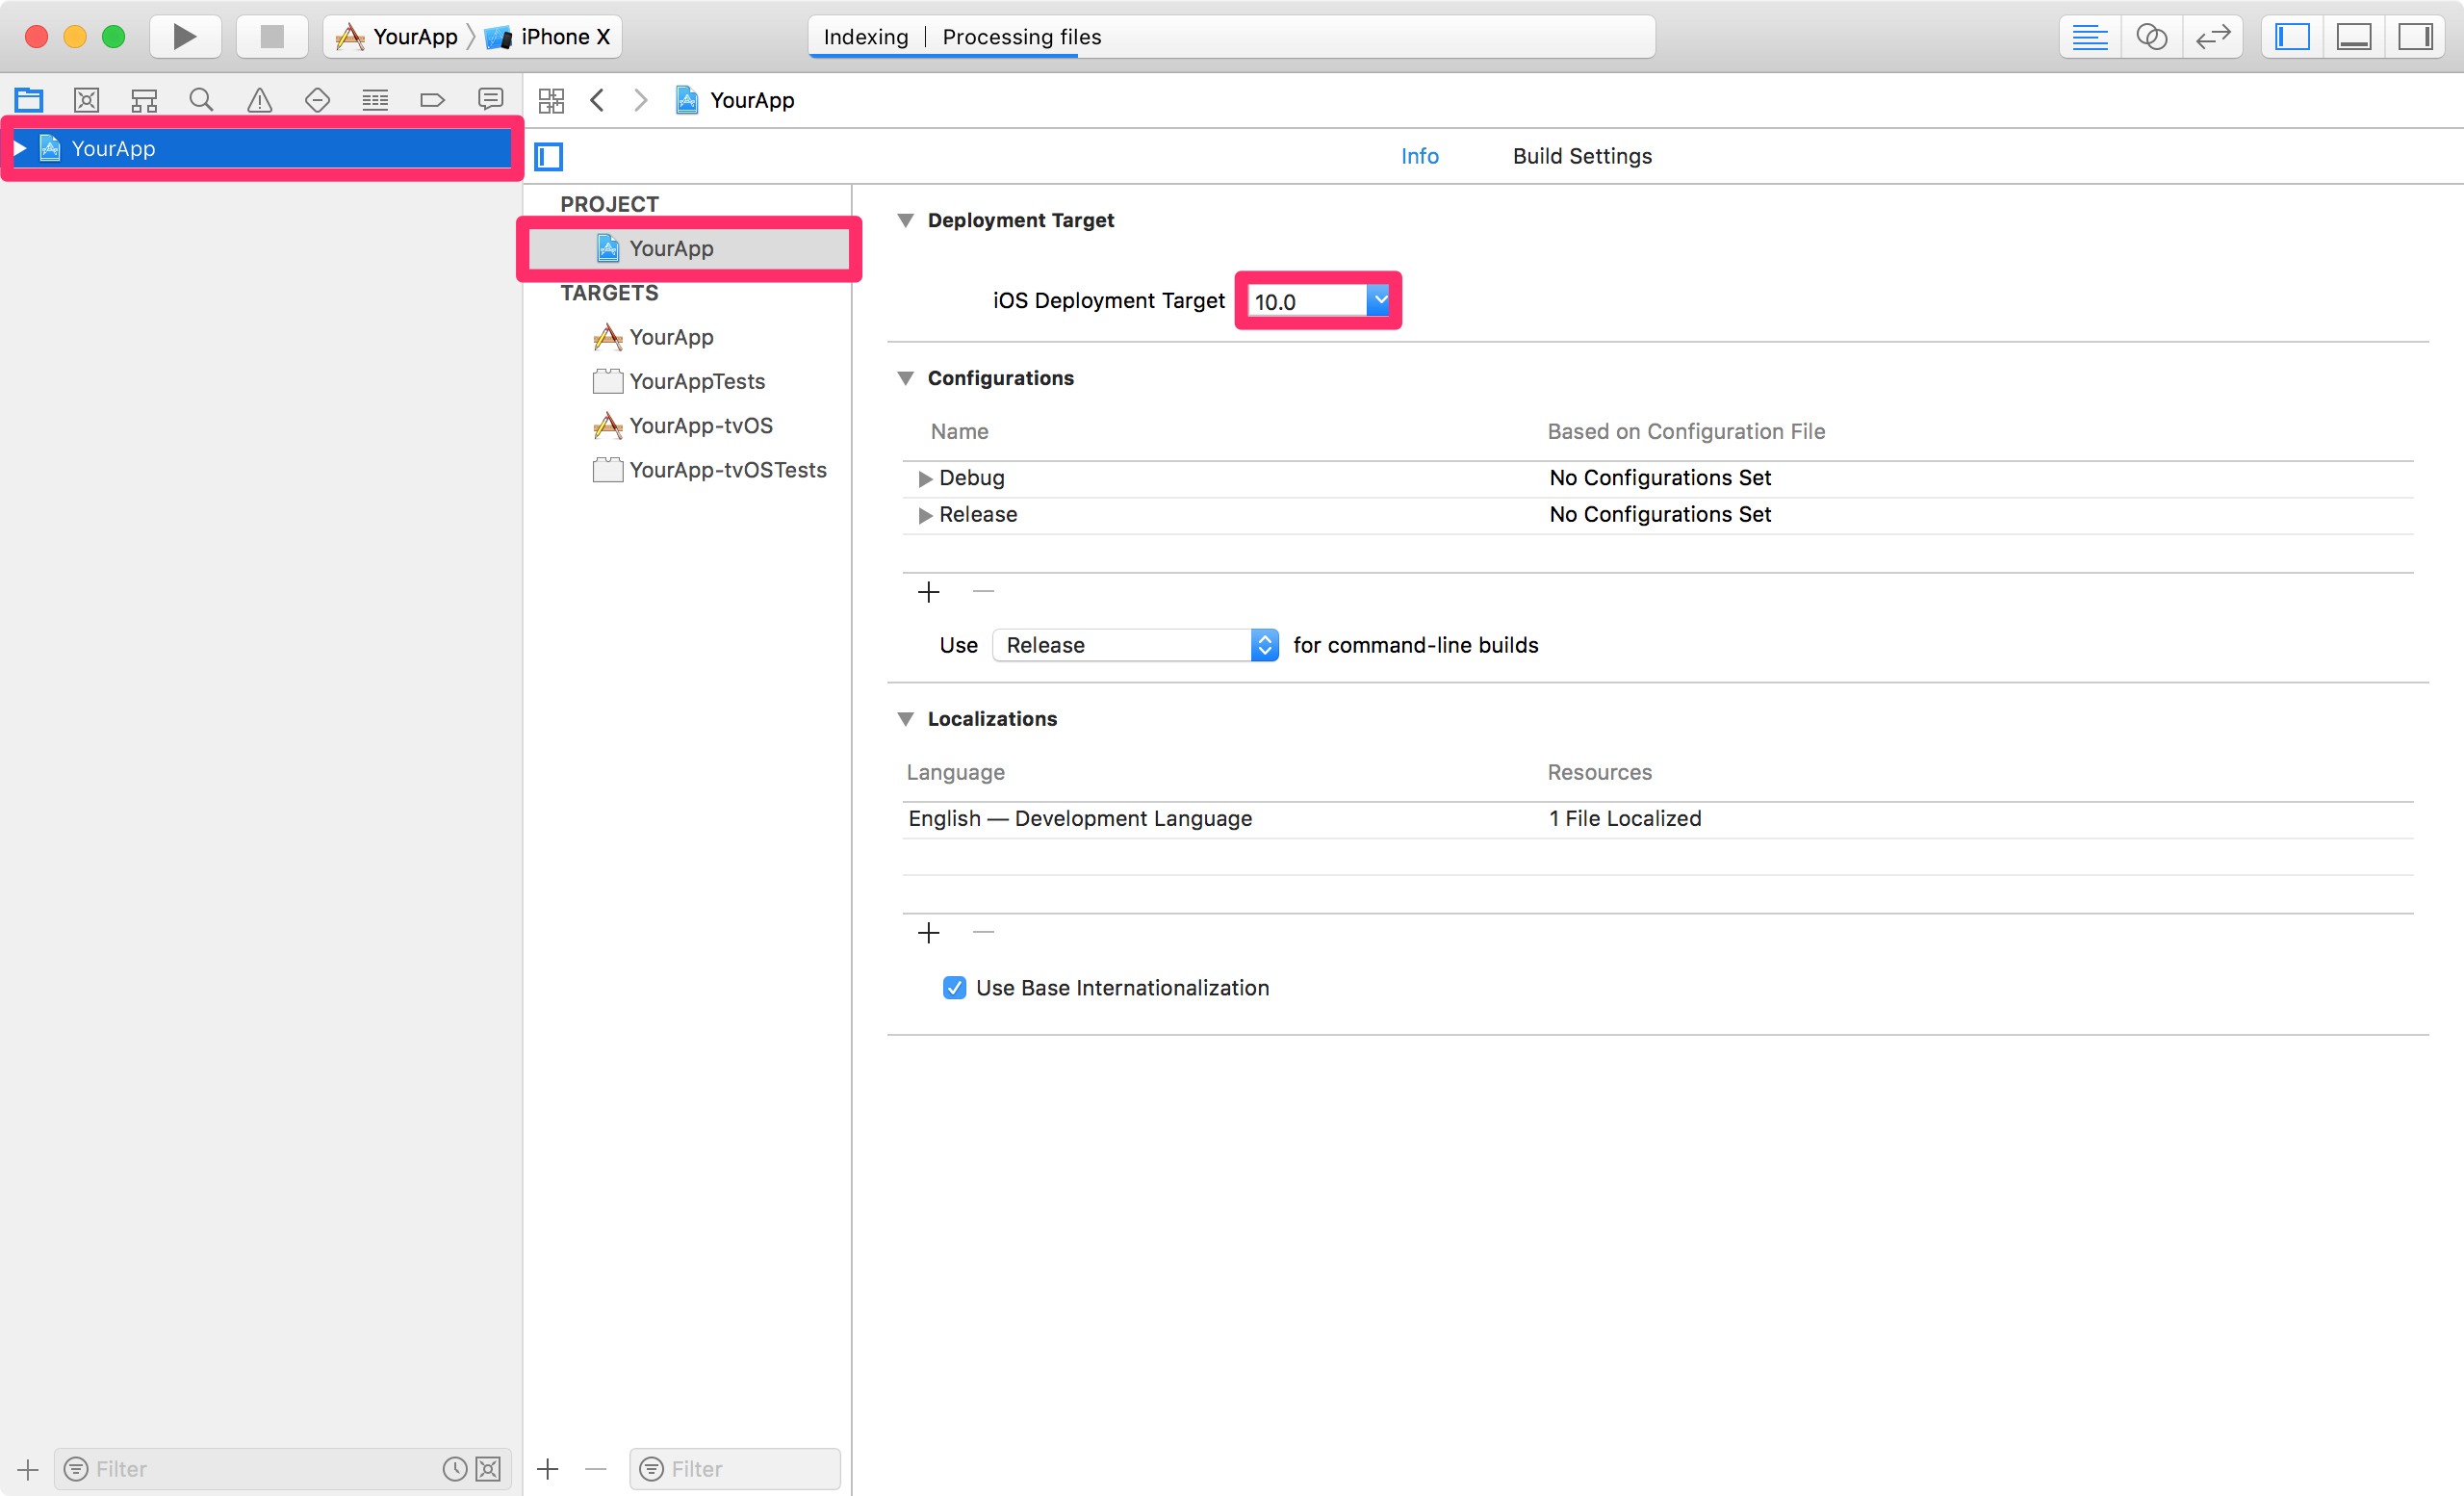 YourApp iPhone X Indexing Processing files
YourApp
YourApp
Info Build Settings
PROJECT
YourApp
TARGETS
YourApp
YourAppTests
YourApp-tvOS
YourApp-tvOSTests
Deployment Target
iOS Deployment Target 10.0
Configurations
Name Based on Configuration File
Debug No Configurations Set
Release No Configurations Set
Use Release for command-line builds
Localizations
Language Resources
English — Development Language 1 File Localized
Use Base Internationalization
Filter Filter